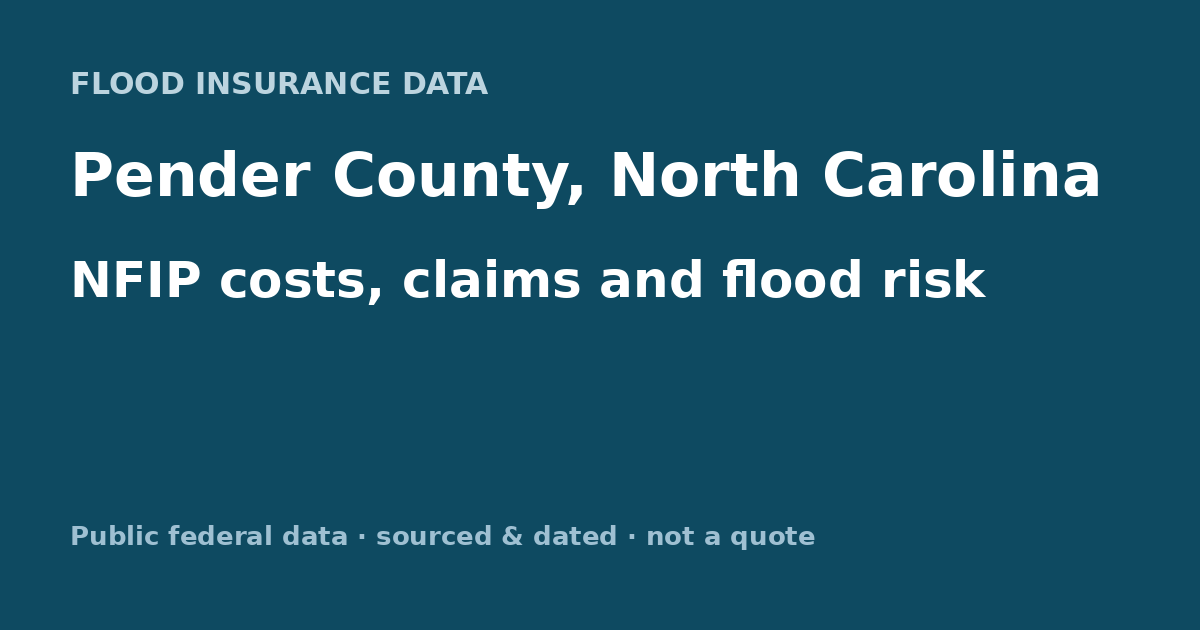 FLOOD INSURANCE DATA
Pender County, North Carolina
NFIP costs, claims and flood risk
Public federal data · sourced & dated · not a quote